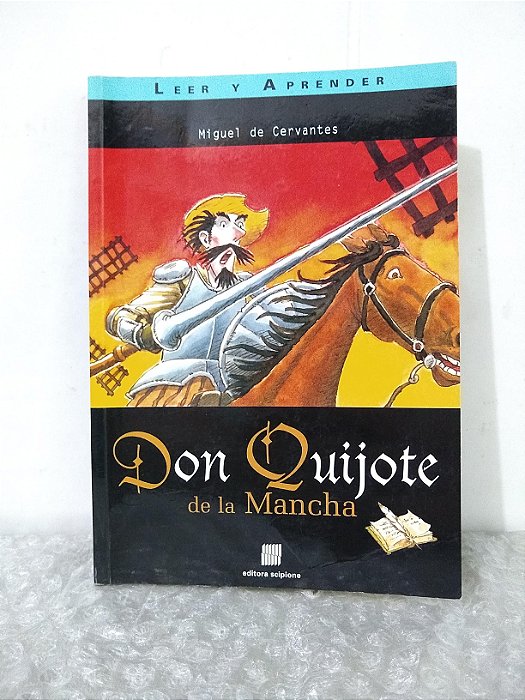 LEER Y APRENDER
Miguel de Cervantes
Don Quijote
de la Mancha
editora scipione